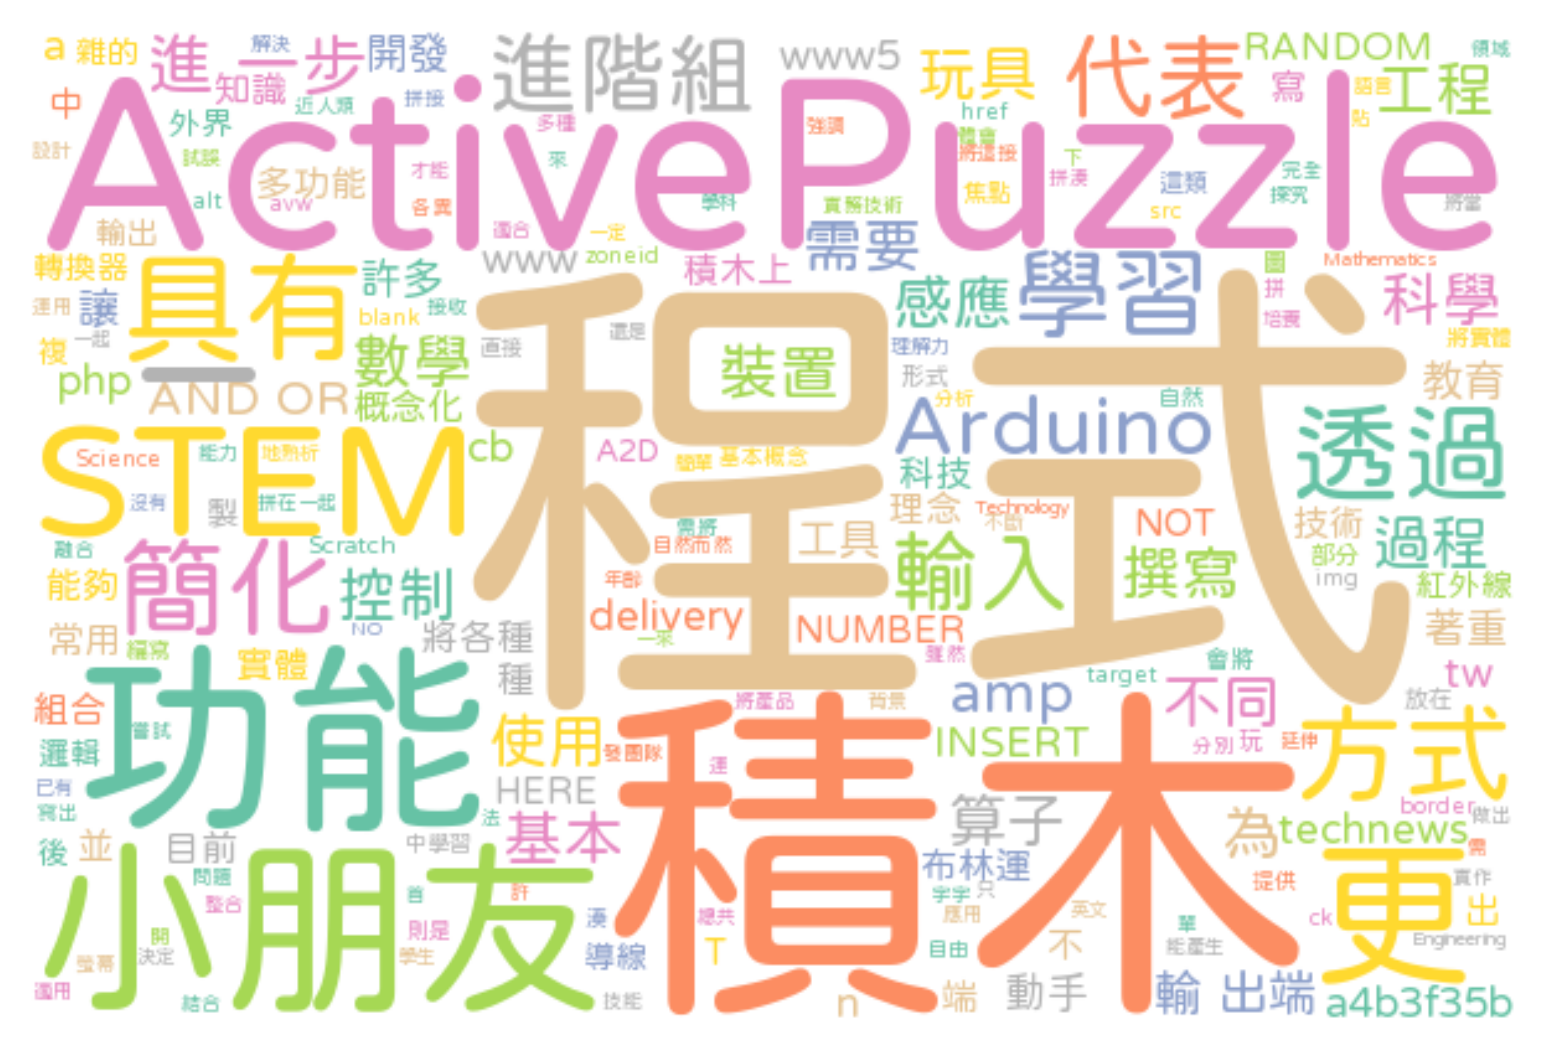 a 雜的 進一步 開發 進階組 www5 玩具 代表 RANDOM 領域
解決 知識 近人類 拼接 寫 語言 工程
中 外界 多種 強調 href 貼
ActivePuzzle
設計 試誤 多功能 才能 來 將這接 下 拼湊 這類 完全 探究
alt avw 各異 學科 實務技術 焦點 src 將當
輸出 適合 一定 需要
轉換器 具有 許多 www zoneid 積木上 感應 學習 圖 Mathematics 科學
運用 讓 blank 接收 還是 拼 培養
複 一起 數學 直接 程式 裝置 理解力 將實體
php AND OR 概念化 形式 分析 自然 教育
STEM cb A2D 簡單 基本概念 Arduino 透過
Science 能力 地熟析 科技
沒有 製 拼在一起 需將 工具 理念 Technology 不斷 NOT 技術 過程
融合 Scratch 自然而然 輸入 撰寫 部分
能夠 簡化 控制 年齡 img 紅外線
常用 NO 將各種 delivery 一來 NUMBER 著重
編寫 實體 種 雖然 會將 tw
組合 功能 將產品 背景 amp target 不同 放在
邏輯 嘗試 使用 發團隊 積木 INSERT 分別 玩 延伸 方式
已有 HERE 運 border 做出
寫出 法 基本 算子 為 technews
後 並 目前 中學習 布林運 需
小朋友 問題 首 許 字字 只 提供 更 實作
整合 湊 總共 應用 英文 ck 出
開 則是 T 單 Engineering
螢幕 決定 學生 導線 自由 不 能產生
適用 結合 技能 n 端 動手 輸 出端 a4b3f35b